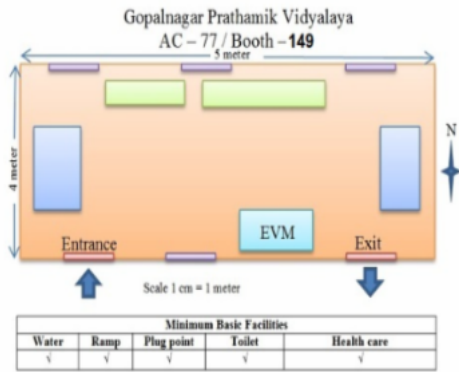 Gopalnagar Prathamik Vidyalaya
AC – 77 / Booth – 149
5 meter
4 meter
N
EVM
Entrance
Exit
Scale 1 cm = 1 meter
Minimum Basic Facilities
Water Ramp Plug point Toilet Health care
√ √ √ √ √